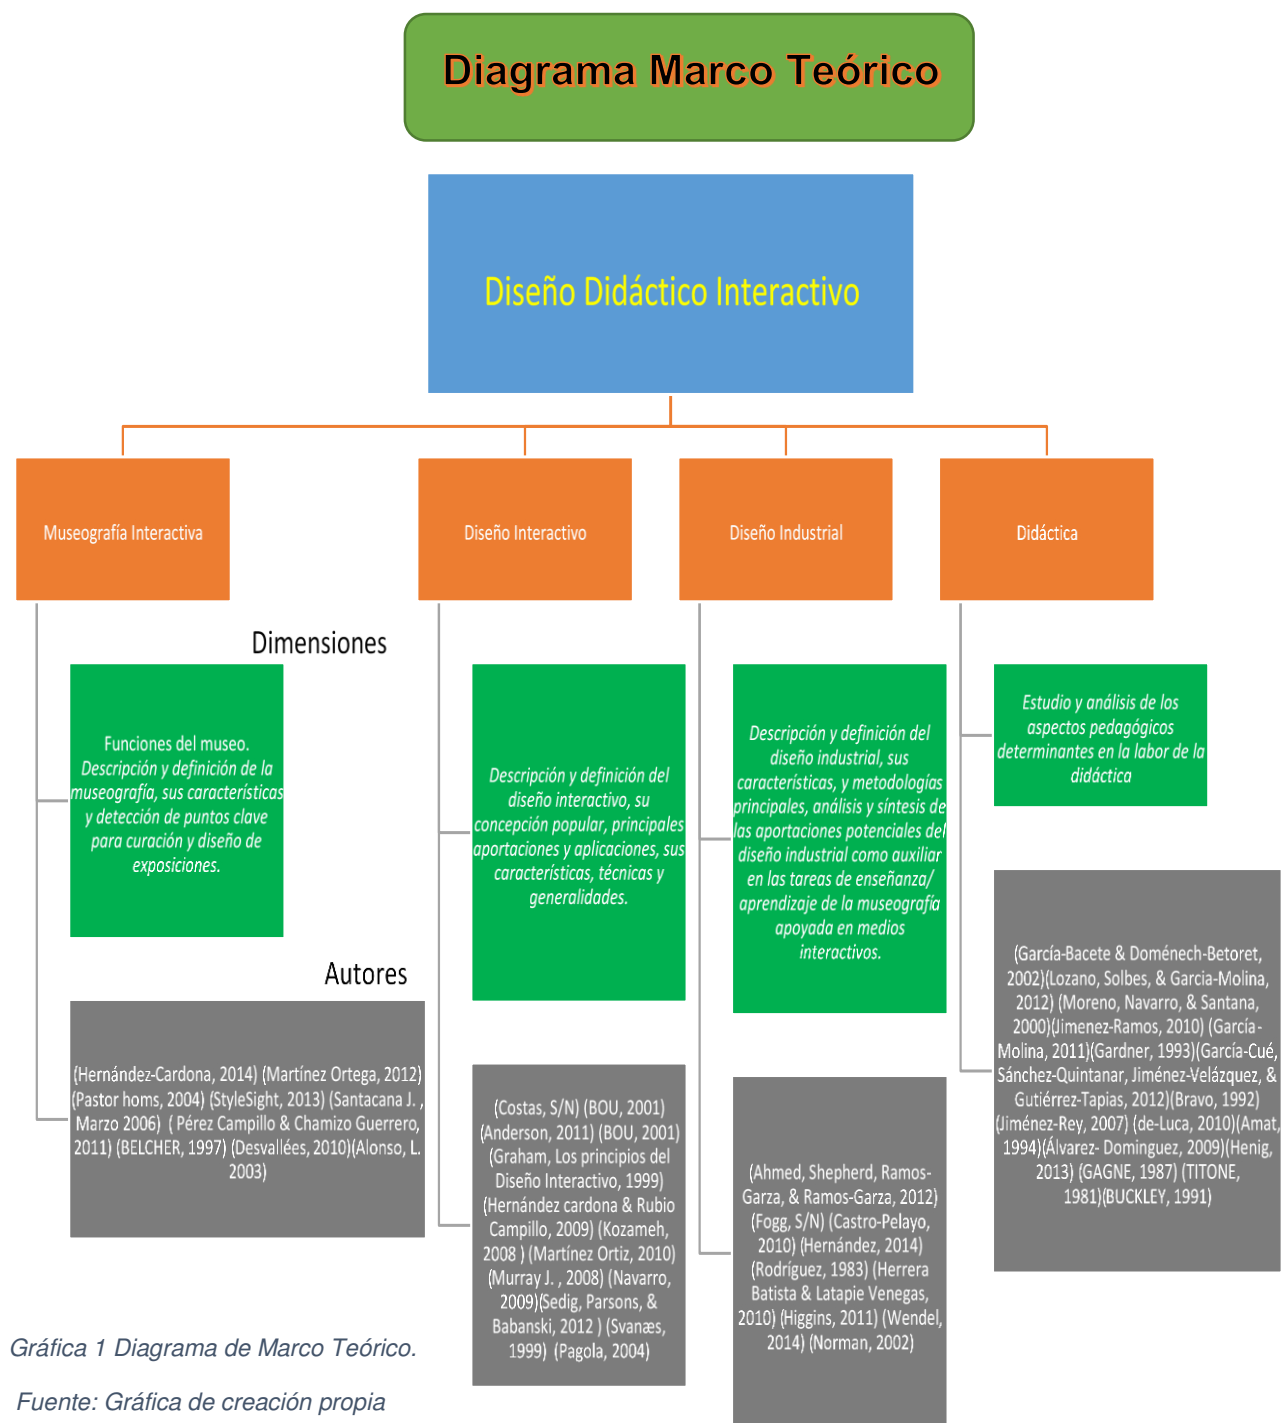 Diagrama Marco Teórico
Diseño Didáctico Interactivo
Museografía Interactiva
Diseño Interactivo
Diseño Industrial
Didáctica
Dimensiones
Funciones del museo.
Descripción y definición de la
museografía, sus características
y detección de puntos clave
para curación y diseño de
exposiciones.
Descripción y definición del
diseño interactivo, su
concepción popular, principales
aportaciones y aplicaciones, sus
características, técnicas y
generalidades.
Descripción y definición del
diseño industrial, sus
características, y metodologías
principales, análisis y síntesis de
las aportaciones potenciales del
diseño industrial como auxiliar
en las tareas de enseñanza/
aprendizaje de la museografía
apoyada en medios
interactivos.
Estudio y análisis de los
aspectos pedagógicos
determinantes en la labor de la
didáctica
Autores
(Hernández-Cardona, 2014) (Martínez Ortega, 2012)
(Pastor homs, 2004) (StyleSight, 2013) (Santacana J. ,
Marzo 2006) ( Pérez Campillo & Chamizo Guerrero,
2011) (BELCHER, 1997) (Desvallées, 2010)(Alonso, L.
2003)
(Costas, S/N) (BOU, 2001)
(Anderson, 2011) (BOU, 2001)
(Graham, Los principios del
Diseño Interactivo, 1999)
(Hernández cardona & Rubio
Campillo, 2009) (Kozameh,
2008 ) (Martínez Ortiz, 2010)
(Murray J. , 2008) (Navarro,
2009)(Sedig, Parsons, &
Babanski, 2012 ) (Svanæs,
1999) (Pagola, 2004)
(Ahmed, Shepherd, Ramos-
Garza, & Ramos-Garza, 2012)
(Fogg, S/N) (Castro-Pelayo,
2010) (Hernández, 2014)
(Rodríguez, 1983) (Herrera
Batista & Latapie Venegas,
2010) (Higgins, 2011) (Wendel,
2014) (Norman, 2002)
(García-Bacete & Doménech-Betoret,
2002)(Lozano, Solbes, & Garcia-Molina,
2012) (Moreno, Navarro, & Santana,
2000)(Jimenez-Ramos, 2010) (García-
Molina, 2011)(Gardner, 1993)(García-Cué,
Sánchez-Quintanar, Jiménez-Velázquez, &
Gutiérrez-Tapias, 2012)(Bravo, 1992)
(Jiménez-Rey, 2007) (de-Luca, 2010)(Amat,
1994)(Álvarez- Dominguez, 2009)(Henig,
2013) (GAGNE, 1987) (TITONE,
1981)(BUCKLEY, 1991)
Gráfica 1 Diagrama de Marco Teórico.
Fuente: Gráfica de creación propia